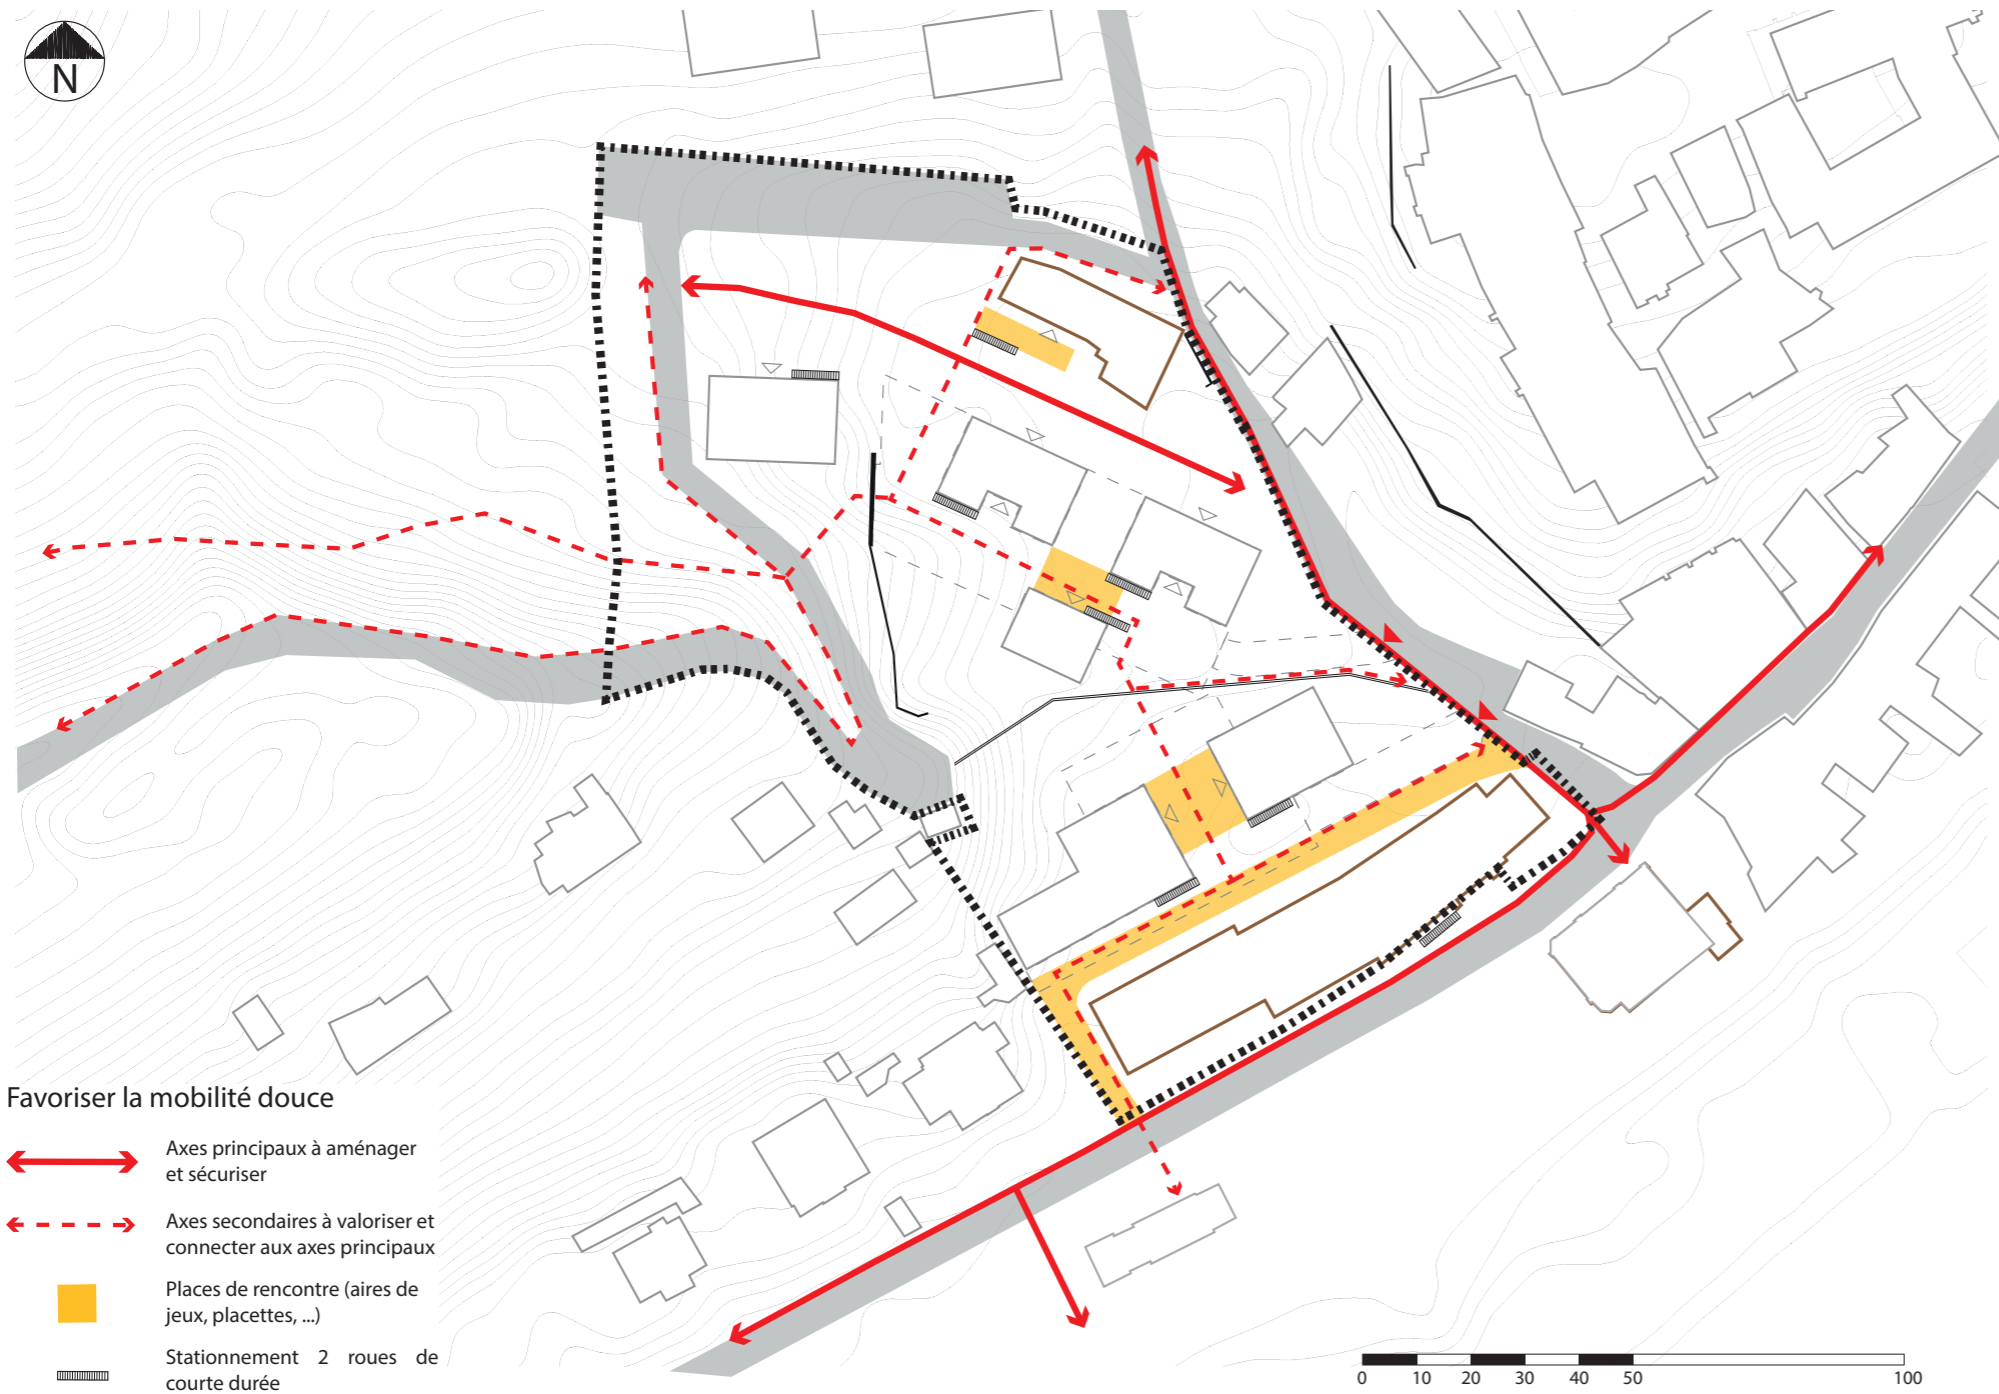 N
Favoriser la mobilité douce
Axes principaux à aménager
et sécuriser
Axes secondaires à valoriser et
connecter aux axes principaux
Places de rencontre (aires de
jeux, placettes, ...)
Stationnement 2 roues de
courte durée
0 10 20 30 40 50 100